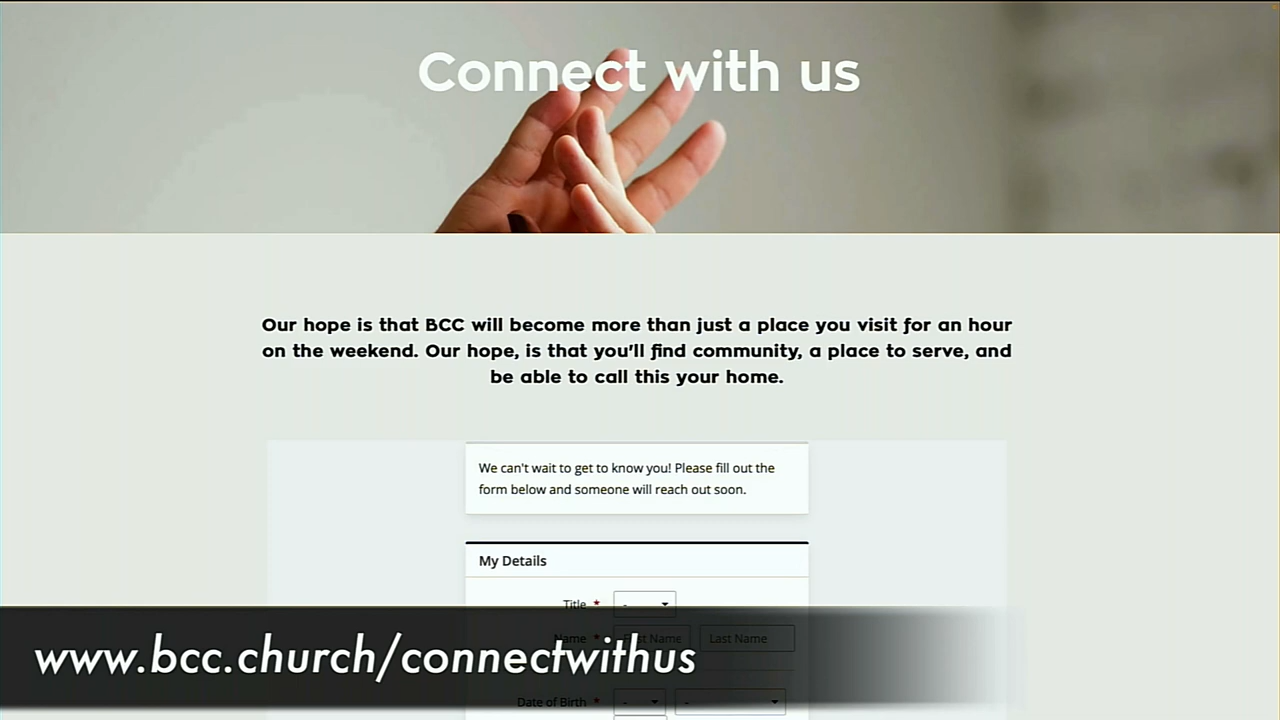 Connect with us
Our hope is that BCC will become more than just a place you visit for an hour
on the weekend. Our hope, is that you'll find community, a place to serve, and
be able to call this your home.
We can't wait to get to know you! Please fill out the
form below and someone will reach out soon.
My Details
Title * -
Name * First Name Last Name
www.bcc.church/connectwithus
Date of Birth * - -